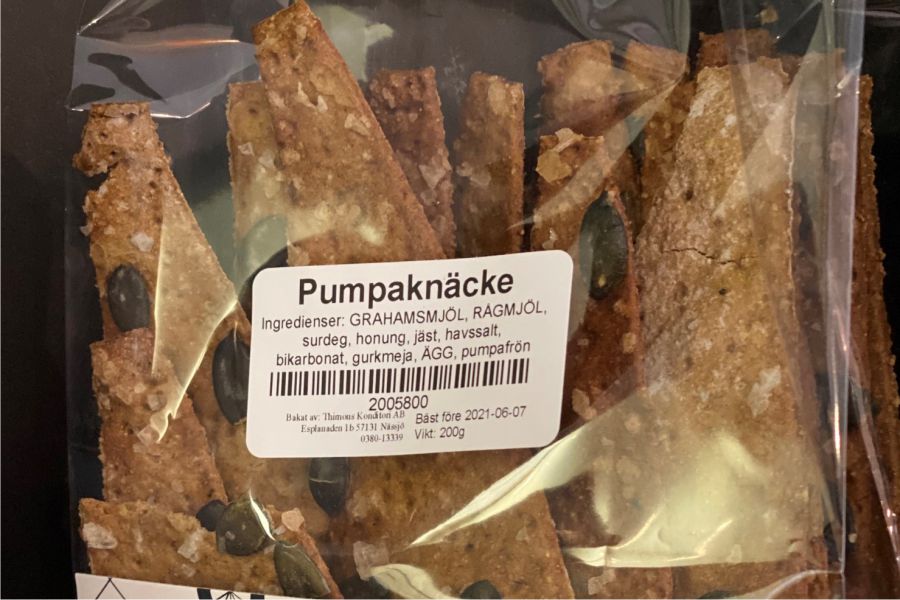 Pumpaknäcke
Ingredienser: GRAHAMSMJÖL, RÅGMJÖL,
surdeg, honung, jäst, havssalt,
bikarbonat, gurkmeja, ÄGG, pumpafrön
2005800
Bakat av: Thimons Konditori AB
Esplanaden 1b 57131 Nässjö
0380-13339
Bäst före 2021-06-07
Vikt: 200g